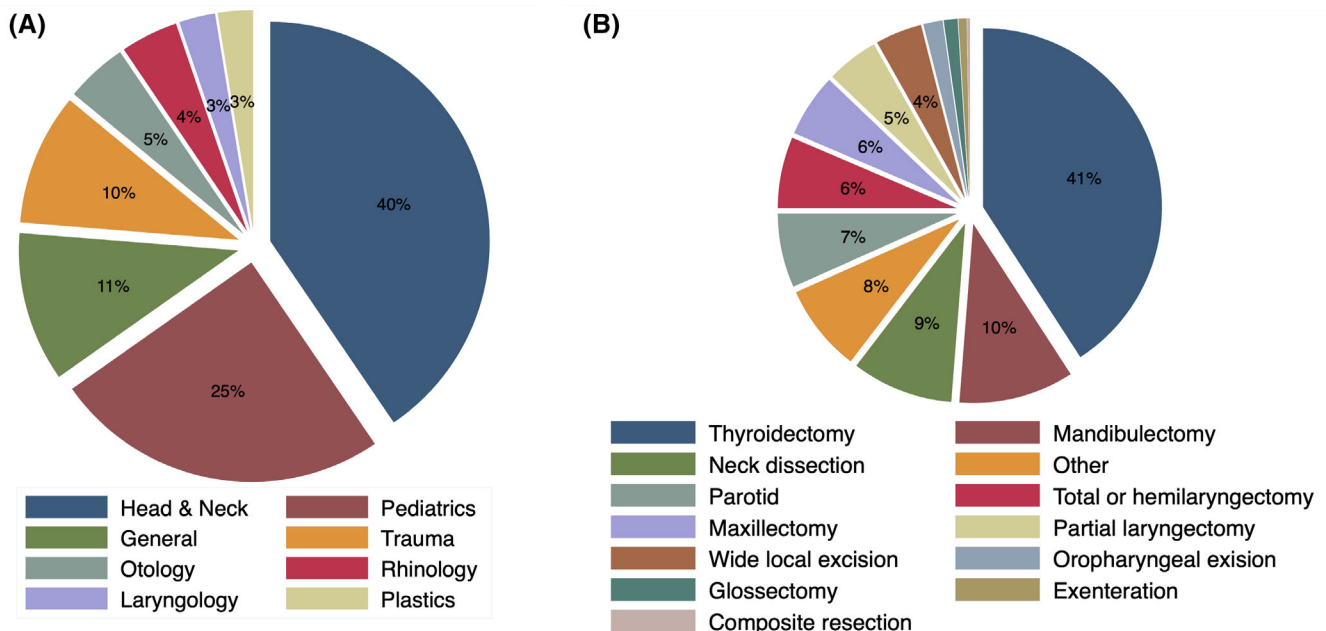 (A)
40%
25%
11%
10%
5%
4%
3%
3%
Head & Neck
Pediatrics
General
Trauma
Otology
Rhinology
Laryngology
Plastics
(B)
41%
10%
9%
8%
7%
6%
6%
5%
4%
Thyroidectomy
Mandibulectomy
Neck dissection
Other
Parotid
Total or hemilaryngectomy
Maxillectomy
Partial laryngectomy
Wide local excision
Oropharyngeal exision
Glossectomy
Exenteration
Composite resection